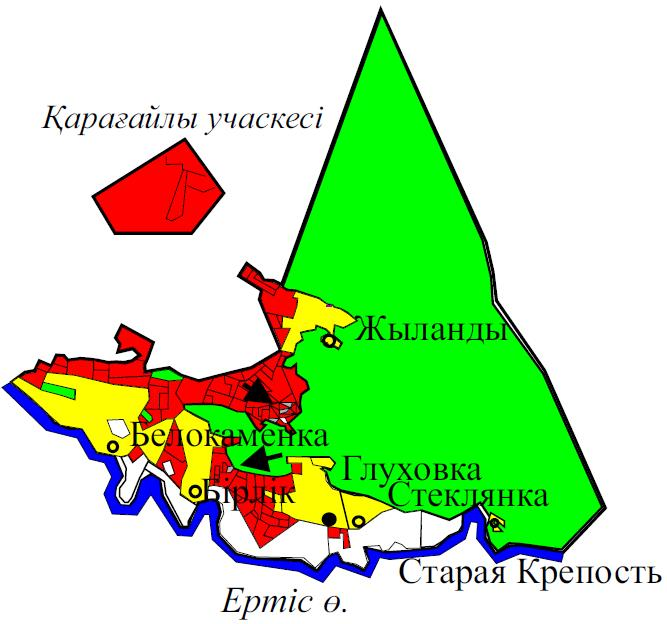 Қарағайлы учаскесі
Жыланды
Белокаменка
Глуховка
Бірлік
Стеклянка
Старая Крепость
Ертіс ө.